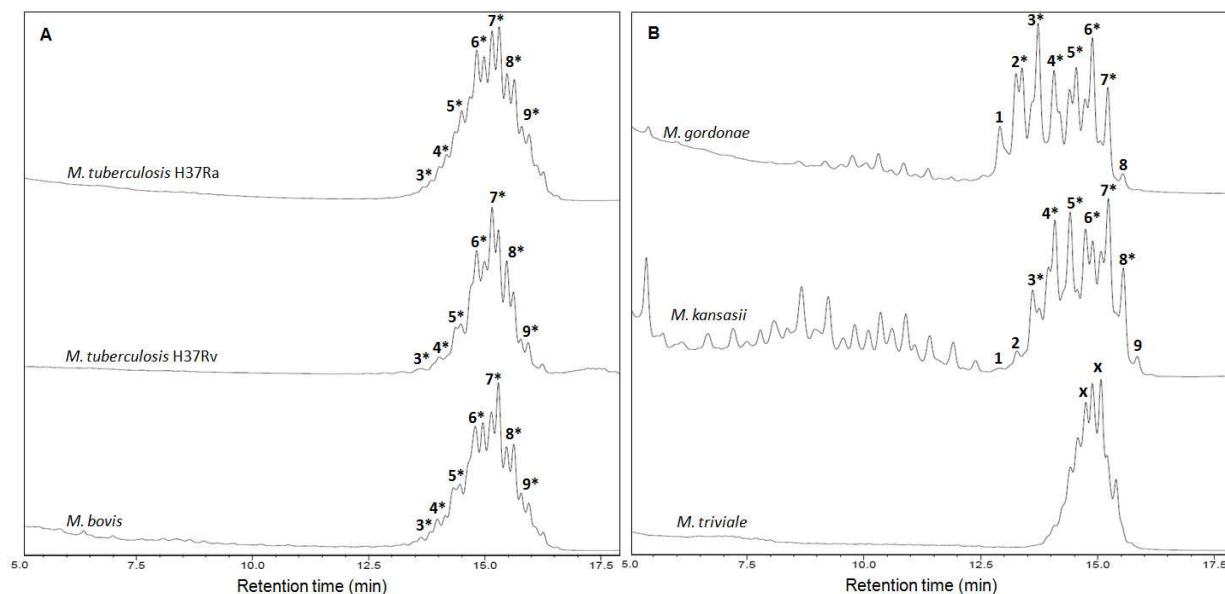 A
7*
6*
8*
5*
9*
4*
3*
M. tuberculosis H37Ra
7*
6*
8*
5*
9*
3* 4*
M. tuberculosis H37Rv
7*
6*
8*
5*
9*
4*
3*
M. bovis
5.0 7.5 10.0 12.5 15.0 17.5
Retention time (min)
B
3*
6*
2*
4* 5*
7*
1
8
M. gordonae
7*
4* 5*
6*
8*
3*
2
1
9
M. kansasii
x
x
M. triviale
5.0 7.5 10.0 12.5 15.0 17.5
Retention time (min)